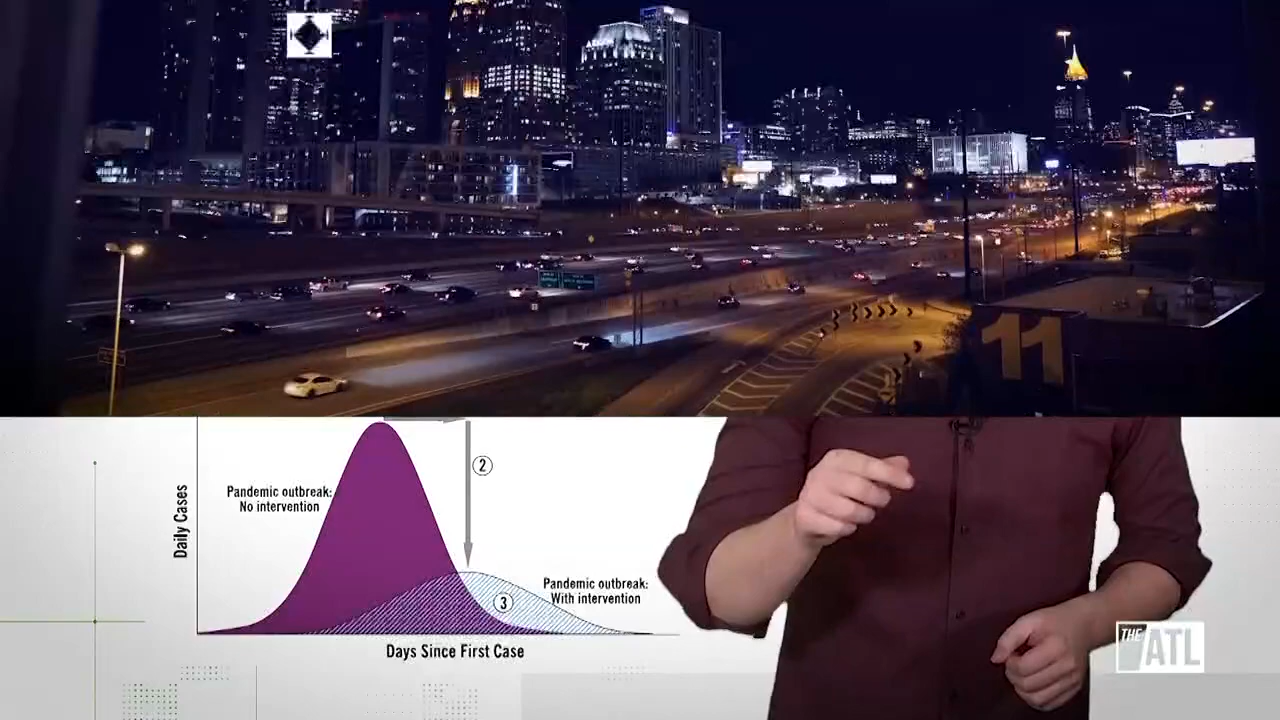 11
2
Pandemic outbreak:
No intervention
Daily Cases
Pandemic outbreak:
With intervention
3
Days Since First Case
THE ATL